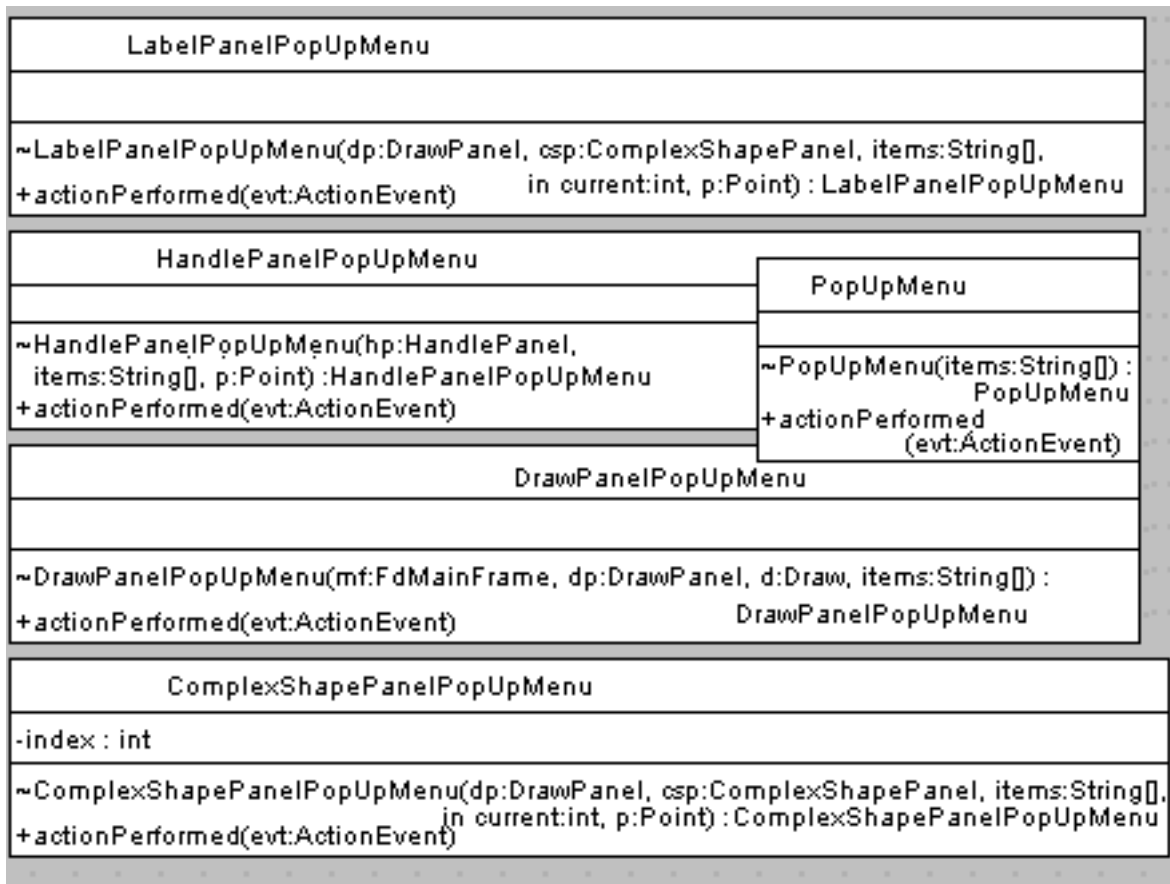 LabelPanelPopUpMenu
~LabelPanelPopUpMenu(dp:DrawPanel, csp:ComplexShapePanel, items:String[],
in current:int, p:Point) : LabelPanelPopUpMenu
+actionPerformed(evt:ActionEvent)
HandlePanelPopUpMenu
~HandlePanelPopUpMenu(hp:HandlePanel,
items:String[], p:Point) :HandlePanelPopUpMenu
+actionPerformed(evt:ActionEvent)
PopUpMenu
~PopUpMenu(items:String[]) :
PopUpMenu
+actionPerformed
(evt:ActionEvent)
DrawPanelPopUpMenu
~DrawPanelPopUpMenu(mf:FdMainFrame, dp:DrawPanel, d:Draw, items:String[]) :
DrawPanelPopUpMenu
+actionPerformed(evt:ActionEvent)
ComplexShapePanelPopUpMenu
-index : int
~ComplexShapePanelPopUpMenu(dp:DrawPanel, csp:ComplexShapePanel, items:String[],
in current:int, p:Point) :ComplexShapePanelPopUpMenu
+actionPerformed(evt:ActionEvent)